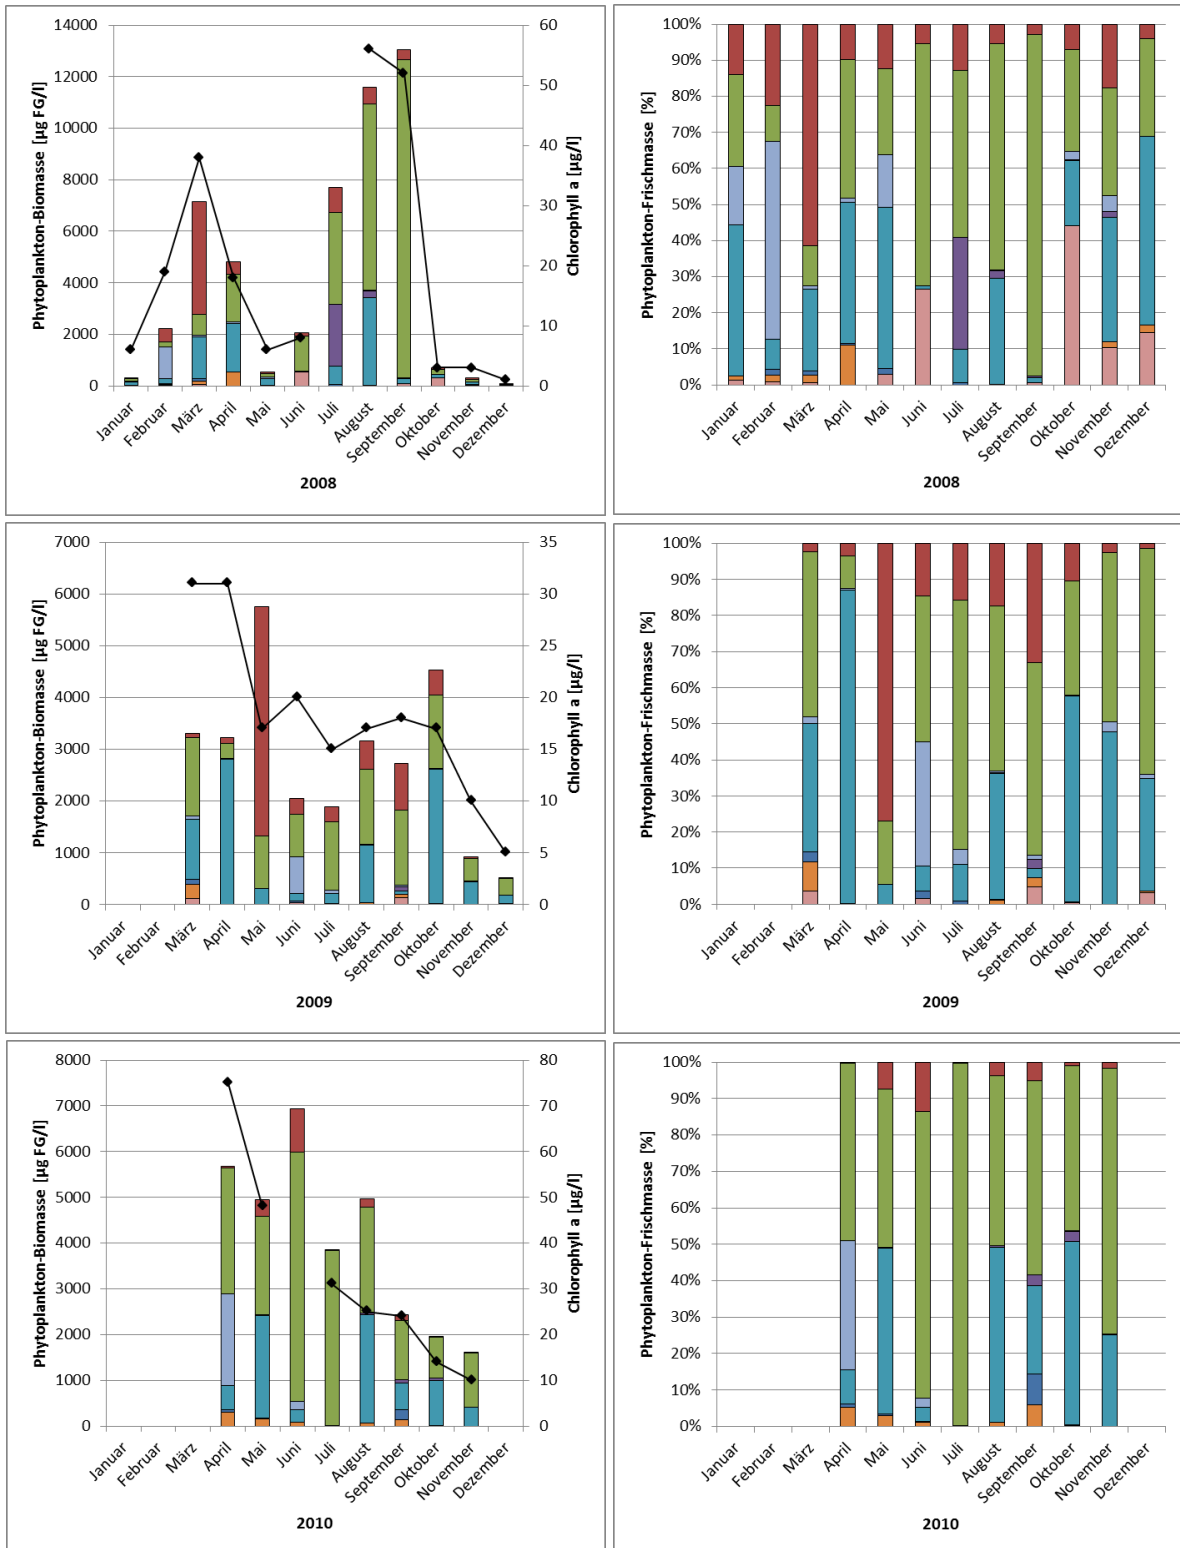 14000
12000
10000
8000
6000
4000
2000
0
Phytoplankton-Biomasse [µg FG/l]
60
50
40
30
20
10
0
Chlorophyll a [µg/l]
Januar
Februar
März
April
Mai
Juni
Juli
August
September
Oktober
November
Dezember
2008
100%
90%
80%
70%
60%
50%
40%
30%
20%
10%
0%
Phytoplankton-Frischmasse [%]
Januar
Februar
März
April
Mai
Juni
Juli
August
September
Oktober
November
Dezember
2008
7000
6000
5000
4000
3000
2000
1000
0
Phytoplankton-Biomasse [µg FG/l]
35
30
25
20
15
10
5
0
Chlorophyll a [µg/l]
Januar
Februar
März
April
Mai
Juni
Juli
August
September
Oktober
November
Dezember
2009
100%
90%
80%
70%
60%
50%
40%
30%
20%
10%
0%
Phytoplankton-Frischmasse [%]
Januar
Februar
März
April
Mai
Juni
Juli
August
September
Oktober
November
Dezember
2009
8000
7000
6000
5000
4000
3000
2000
1000
0
Phytoplankton-Biomasse [µg FG/l]
80
70
60
50
40
30
20
10
0
Chlorophyll a [µg/l]
Januar
Februar
März
April
Mai
Juni
Juli
August
September
Oktober
November
Dezember
2010
100%
90%
80%
70%
60%
50%
40%
30%
20%
10%
0%
Phytoplankton-Frischmasse [%]
Januar
Februar
März
April
Mai
Juni
Juli
August
September
Oktober
November
Dezember
2010